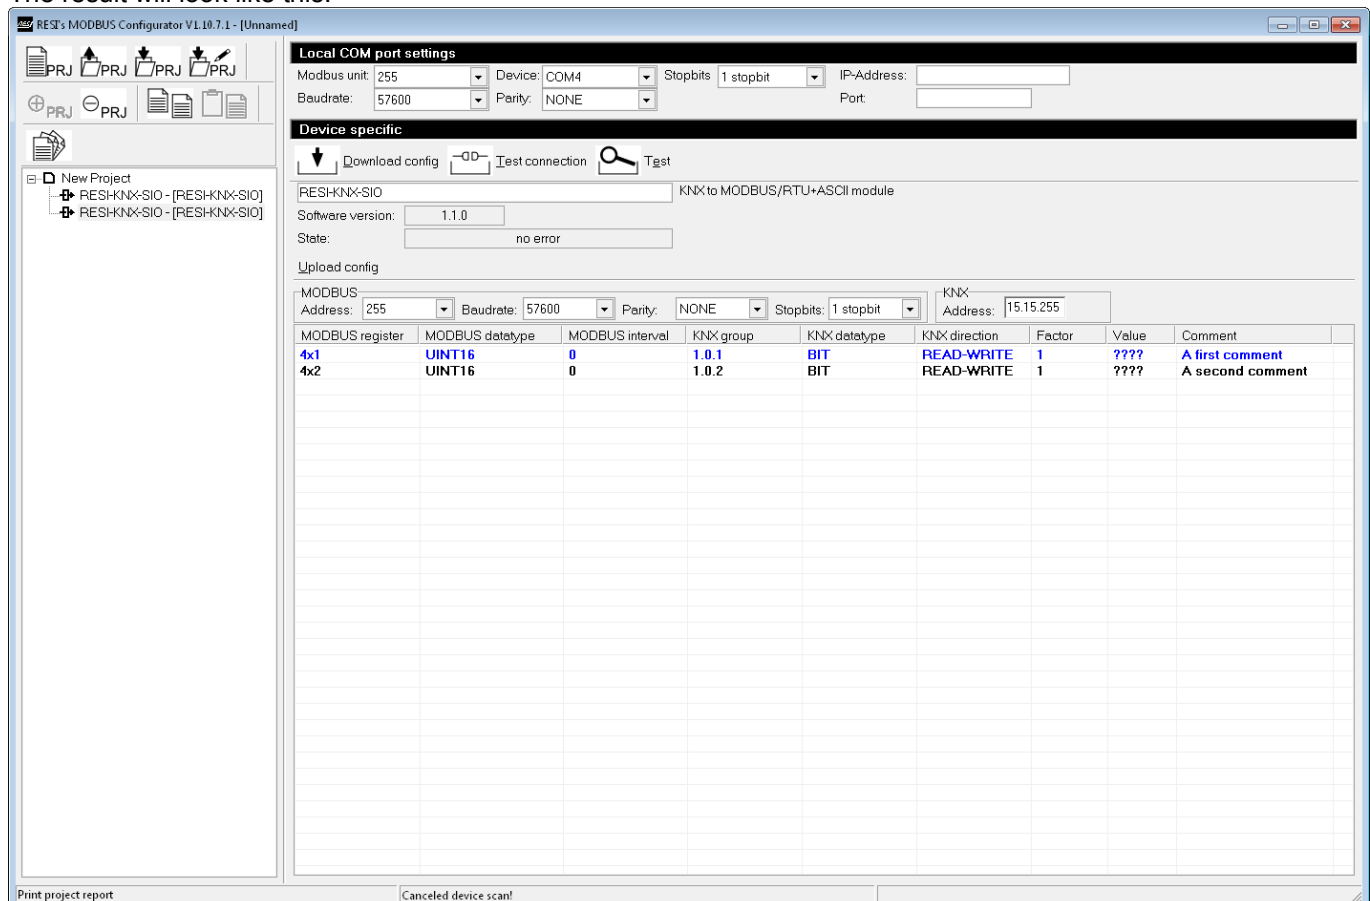 The result will look like this:
RESI's MODBUS Configurator V1.10.7.1 - [Unnamed]
PRJ PRJ PRJ PRJ
PRJ PRJ
New Project
RESI-KNX-SIO - [RESI-KNX-SIO]
RESI-KNX-SIO - [RESI-KNX-SIO]
Local COM port settings
Modbus unit: 255 Device: COM4 Stopbits 1 stopbit IP-Address:
Baudrate: 57600 Parity: NONE Port:
Device specific
Download config Test connection Test
RESI-KNX-SIO KNX to MODBUS/RTU+ASCII module
Software version: 1.1.0
State: no error
Upload config
MODBUS KNX
Address: 255 Baudrate: 57600 Parity: NONE Stopbits: 1 stopbit Address: 15.15.255
MODBUS register MODBUS datatype MODBUS interval KNX group KNX datatype KNX direction Factor Value Comment
4x1 UINT16 0 1.0.1 BIT READ-WRITE 1 ???? A first comment
4x2 UINT16 0 1.0.2 BIT READ-WRITE 1 ???? A second comment
Print project report Canceled device scan!